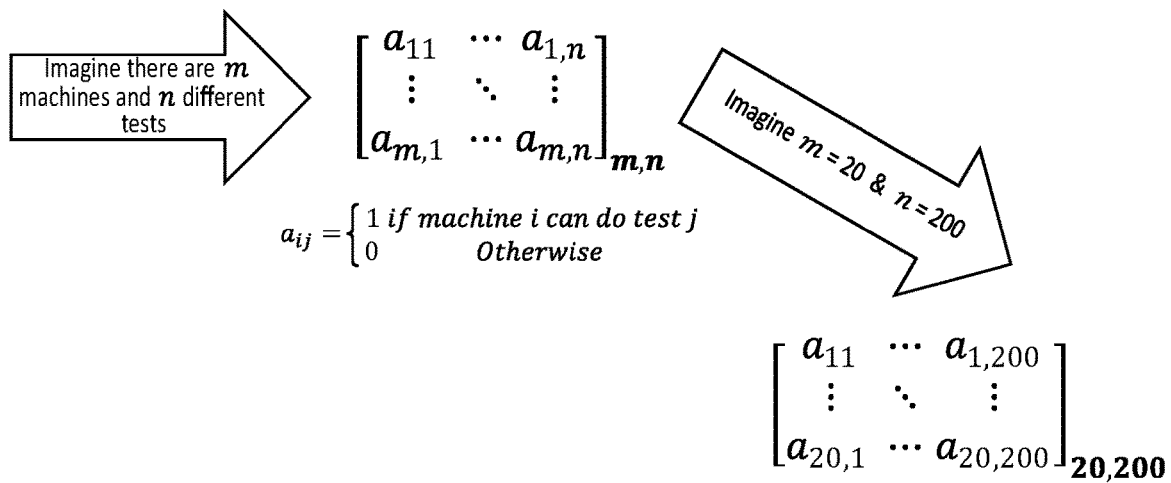 Imagine there are m
machines and n different
tests
a11 ⋯ a1,n
⋮ ⋱ ⋮
am,1 ⋯ am,n m,n
aij = { 1 if machine i can do test j
0 Otherwise
Imagine m = 20 & n = 200
a11 ⋯ a1,200
⋮ ⋱ ⋮
a20,1 ⋯ a20,200 20,200